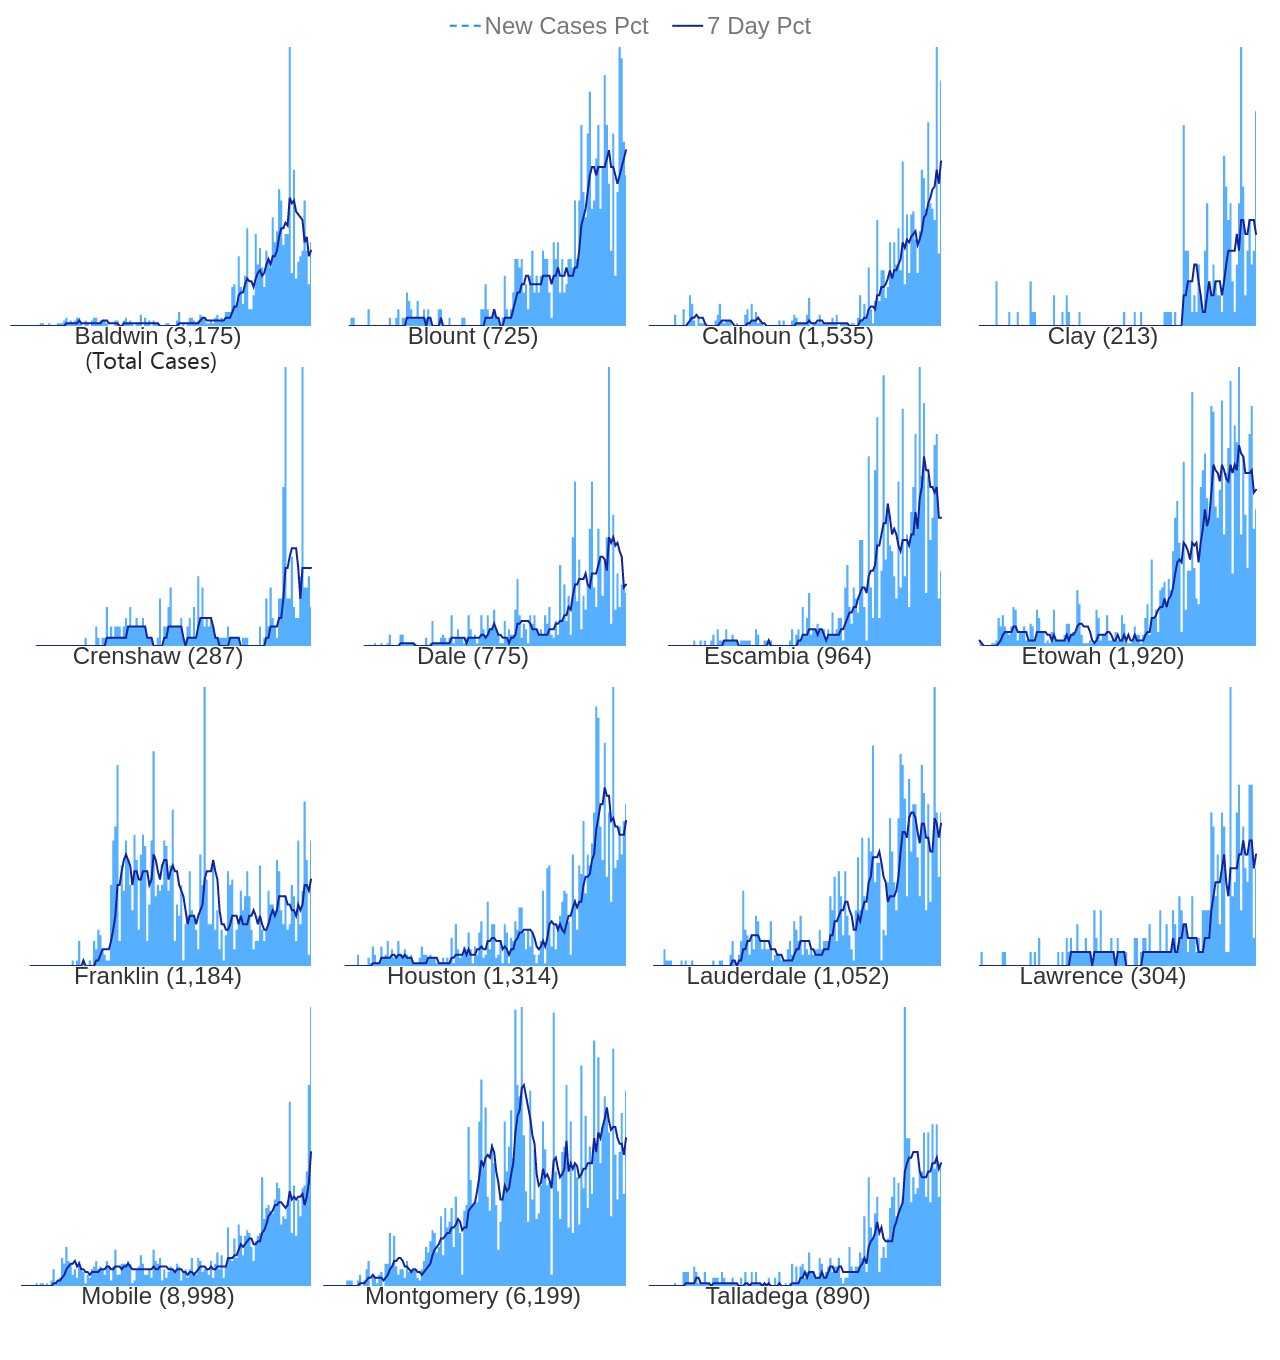 New Cases Pct 7 Day Pct
Baldwin (3,175) Blount (725) Calhoun (1,535) Clay (213)
(Total Cases)
Crenshaw (287) Dale (775) Escambia (964) Etowah (1,920)
Franklin (1,184) Houston (1,314) Lauderdale (1,052) Lawrence (304)
Mobile (8,998) Montgomery (6,199) Talladega (890)